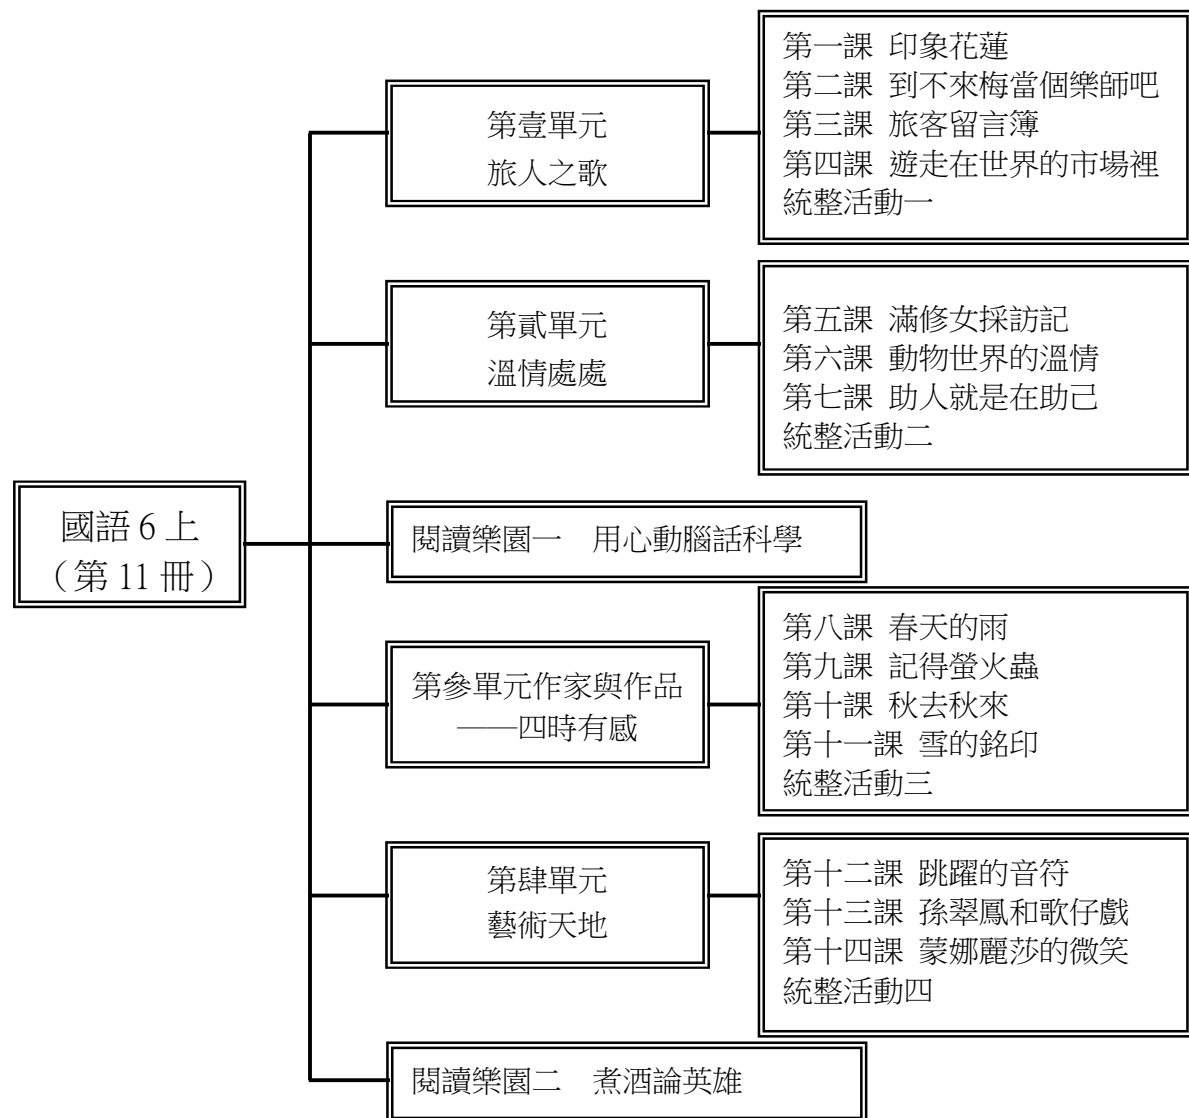 國語 6 上
（第 11 冊）
第壹單元
旅人之歌
第一課 印象花蓮
第二課 到不來梅當個樂師吧
第三課 旅客留言簿
第四課 遊走在世界的市場裡
統整活動一
第貳單元
溫情處處
第五課 滿修女採訪記
第六課 動物世界的溫情
第七課 助人就是在助己
統整活動二
閱讀樂園一　用心動腦話科學
第參單元作家與作品
——四時有感
第八課 春天的雨
第九課 記得螢火蟲
第十課 秋去秋來
第十一課 雪的銘印
統整活動三
第肆單元
藝術天地
第十二課 跳躍的音符
第十三課 孫翠鳳和歌仔戲
第十四課 蒙娜麗莎的微笑
統整活動四
閱讀樂園二　煮酒論英雄